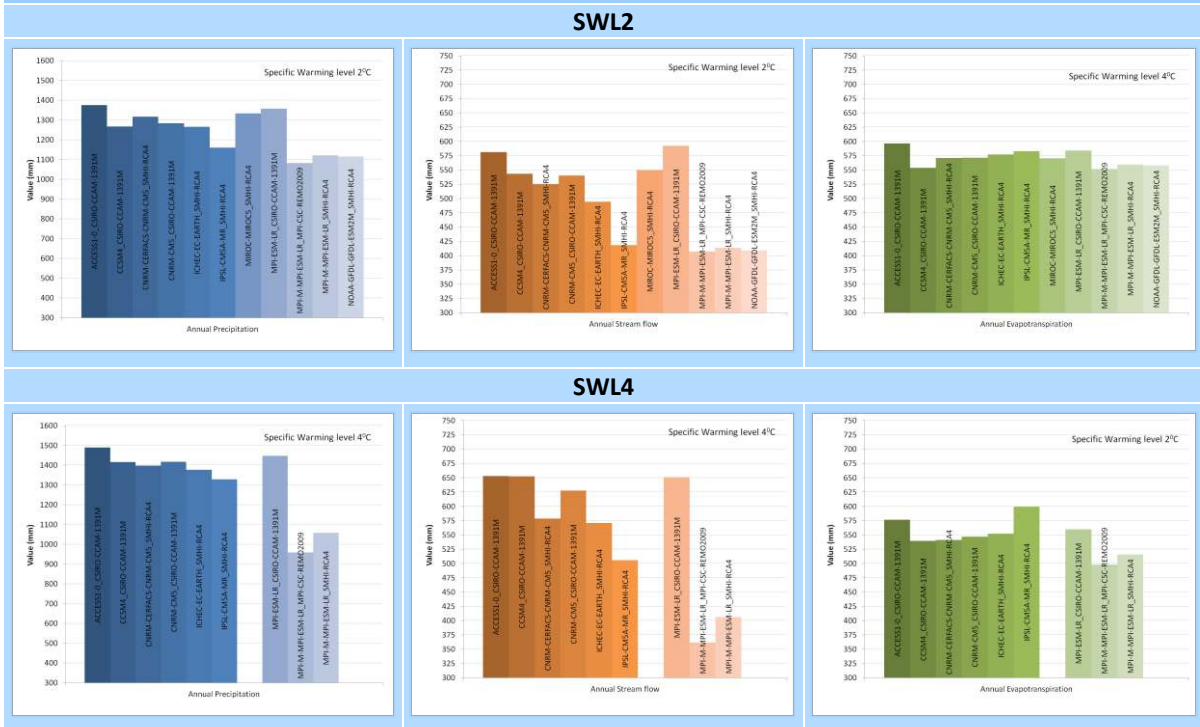 SWL2
Specific Warming level 2⁰C
Value (mm)
1600
1500
1400
1300
1200
1100
1000
900
800
700
600
500
400
300
ACCESS1-0_CSIRO-CCAM-1391M
CCSM4_CSIRO-CCAM-1391M
CNRM-CERFACS-CNRM-CM5_SMHI-RCA4
CNRM-CM5_CSIRO-CCAM-1391M
ICHEC-EC-EARTH_SMHI-RCA4
IPSL-CM5A-MR_SMHI-RCA4
MIROC-MIROC5_SMHI-RCA4
MPI-ESM-LR_CSIRO-CCAM-1391M
MPI-M-MPI-ESM-LR_MPI-CSC-REMO2009
MPI-M-MPI-ESM-LR_SMHI-RCA4
NOAA-GFDL-GFDL-ESM2M_SMHI-RCA4
Annual Precipitation
Specific Warming level 2⁰C
Value (mm)
750
725
700
675
650
625
600
575
550
525
500
475
450
425
400
375
350
325
300
ACCESS1-0_CSIRO-CCAM-1391M
CCSM4_CSIRO-CCAM-1391M
CNRM-CERFACS-CNRM-CM5_SMHI-RCA4
CNRM-CM5_CSIRO-CCAM-1391M
ICHEC-EC-EARTH_SMHI-RCA4
IPSL-CM5A-MR_SMHI-RCA4
MIROC-MIROC5_SMHI-RCA4
MPI-ESM-LR_CSIRO-CCAM-1391M
MPI-M-MPI-ESM-LR_MPI-CSC-REMO2009
MPI-M-MPI-ESM-LR_SMHI-RCA4
NOAA-GFDL-GFDL-ESM2M_SMHI-RCA4
Annual Stream flow
Specific Warming level 4⁰C
Value (mm)
750
725
700
675
650
625
600
575
550
525
500
475
450
425
400
375
350
325
300
ACCESS1-0_CSIRO-CCAM-1391M
CCSM4_CSIRO-CCAM-1391M
CNRM-CERFACS-CNRM-CM5_SMHI-RCA4
CNRM-CM5_CSIRO-CCAM-1391M
ICHEC-EC-EARTH_SMHI-RCA4
IPSL-CM5A-MR_SMHI-RCA4
MIROC-MIROC5_SMHI-RCA4
MPI-ESM-LR_CSIRO-CCAM-1391M
MPI-M-MPI-ESM-LR_MPI-CSC-REMO2009
MPI-M-MPI-ESM-LR_SMHI-RCA4
NOAA-GFDL-GFDL-ESM2M_SMHI-RCA4
Annual Evapotranspiration
SWL4
Specific Warming level 4⁰C
Value (mm)
1600
1500
1400
1300
1200
1100
1000
900
800
700
600
500
400
300
ACCESS1-0_CSIRO-CCAM-1391M
CCSM4_CSIRO-CCAM-1391M
CNRM-CERFACS-CNRM-CM5_SMHI-RCA4
CNRM-CM5_CSIRO-CCAM-1391M
ICHEC-EC-EARTH_SMHI-RCA4
IPSL-CM5A-MR_SMHI-RCA4
MPI-ESM-LR_CSIRO-CCAM-1391M
MPI-M-MPI-ESM-LR_MPI-CSC-REMO2009
MPI-M-MPI-ESM-LR_SMHI-RCA4
Annual Precipitation
Specific Warming level 4⁰C
Value (mm)
750
725
700
675
650
625
600
575
550
525
500
475
450
425
400
375
350
325
300
ACCESS1-0_CSIRO-CCAM-1391M
CCSM4_CSIRO-CCAM-1391M
CNRM-CERFACS-CNRM-CM5_SMHI-RCA4
CNRM-CM5_CSIRO-CCAM-1391M
ICHEC-EC-EARTH_SMHI-RCA4
IPSL-CM5A-MR_SMHI-RCA4
MPI-ESM-LR_CSIRO-CCAM-1391M
MPI-M-MPI-ESM-LR_MPI-CSC-REMO2009
MPI-M-MPI-ESM-LR_SMHI-RCA4
Annual Stream flow
Specific Warming level 2⁰C
Value (mm)
750
725
700
675
650
625
600
575
550
525
500
475
450
425
400
375
350
325
300
ACCESS1-0_CSIRO-CCAM-1391M
CCSM4_CSIRO-CCAM-1391M
CNRM-CERFACS-CNRM-CM5_SMHI-RCA4
CNRM-CM5_CSIRO-CCAM-1391M
ICHEC-EC-EARTH_SMHI-RCA4
IPSL-CM5A-MR_SMHI-RCA4
MPI-ESM-LR_CSIRO-CCAM-1391M
MPI-M-MPI-ESM-LR_MPI-CSC-REMO2009
MPI-M-MPI-ESM-LR_SMHI-RCA4
Annual Evapotranspiration